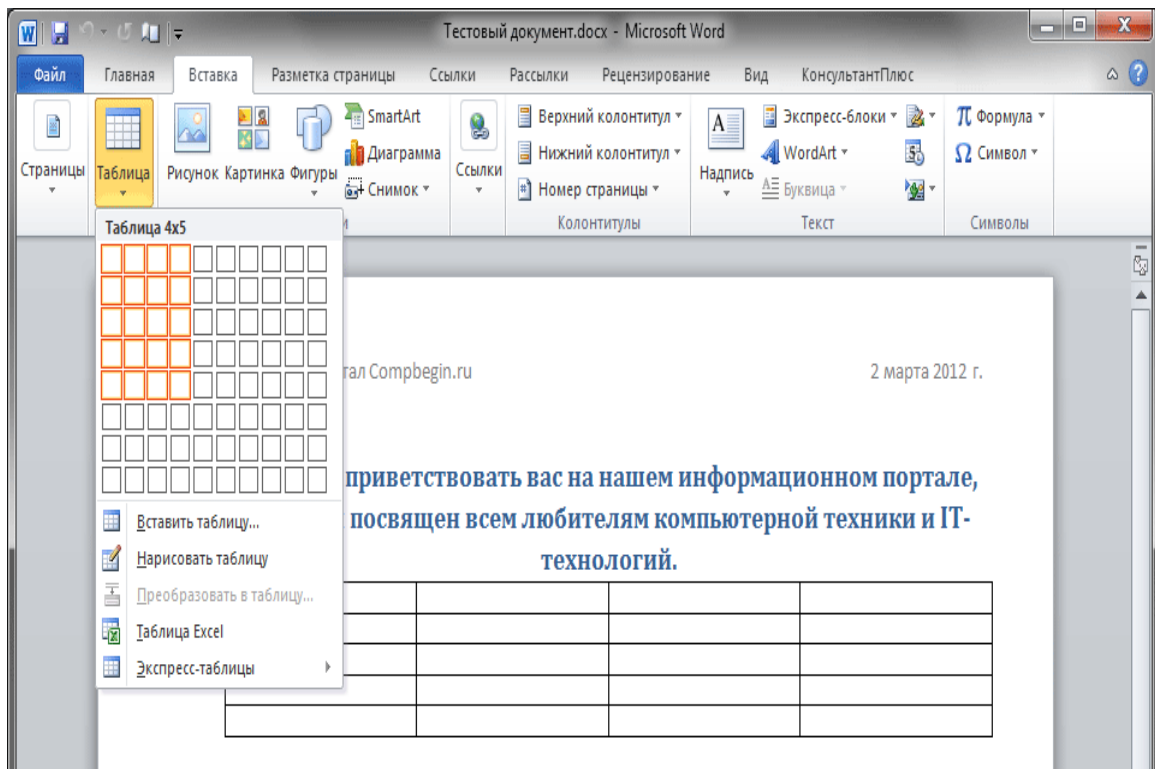 Тестовый документ.docx - Microsoft Word
Файл Главная Вставка Разметка страницы Ссылки Рассылки Рецензирование Вид КонсультантПлюс
Страницы
Таблица
Рисунок Картинка Фигуры
SmartArt
Диаграмма
Снимок
Ссылки
Верхний колонтитул
Нижний колонтитул
Номер страницы
Колонтитулы
Надпись
Экспресс-блоки
WordArt
Буквица
Текст
π Формула
Ω Символ
Символы
Таблица 4x5
Вставить таблицу...
Нарисовать таблицу
Преобразовать в таблицу...
Таблица Excel
Экспресс-таблицы
Compbegin.ru 2 марта 2012 г.
приветствовать вас на нашем информационном портале,
посвящен всем любителям компьютерной техники и IT-
технологий.